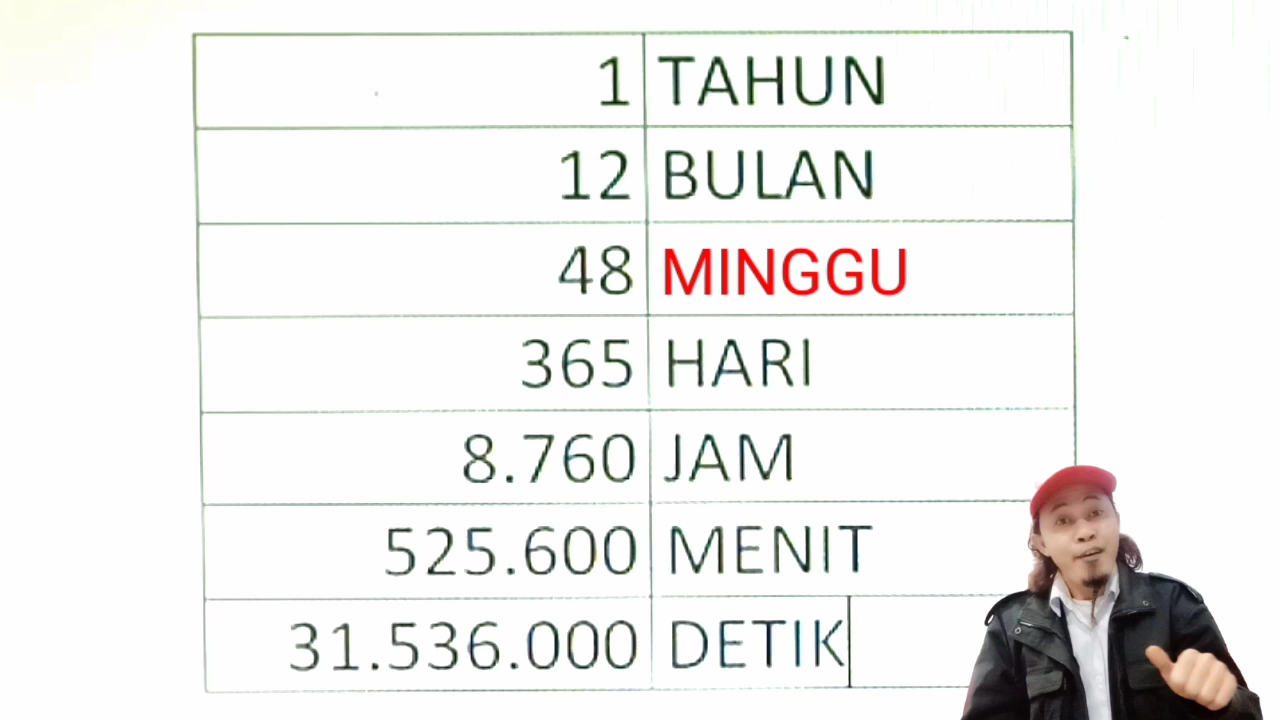 1 TAHUN
12 BULAN
48 MINGGU
365 HARI
8.760 JAM
525.600 MENIT
31.536.000 DETIK